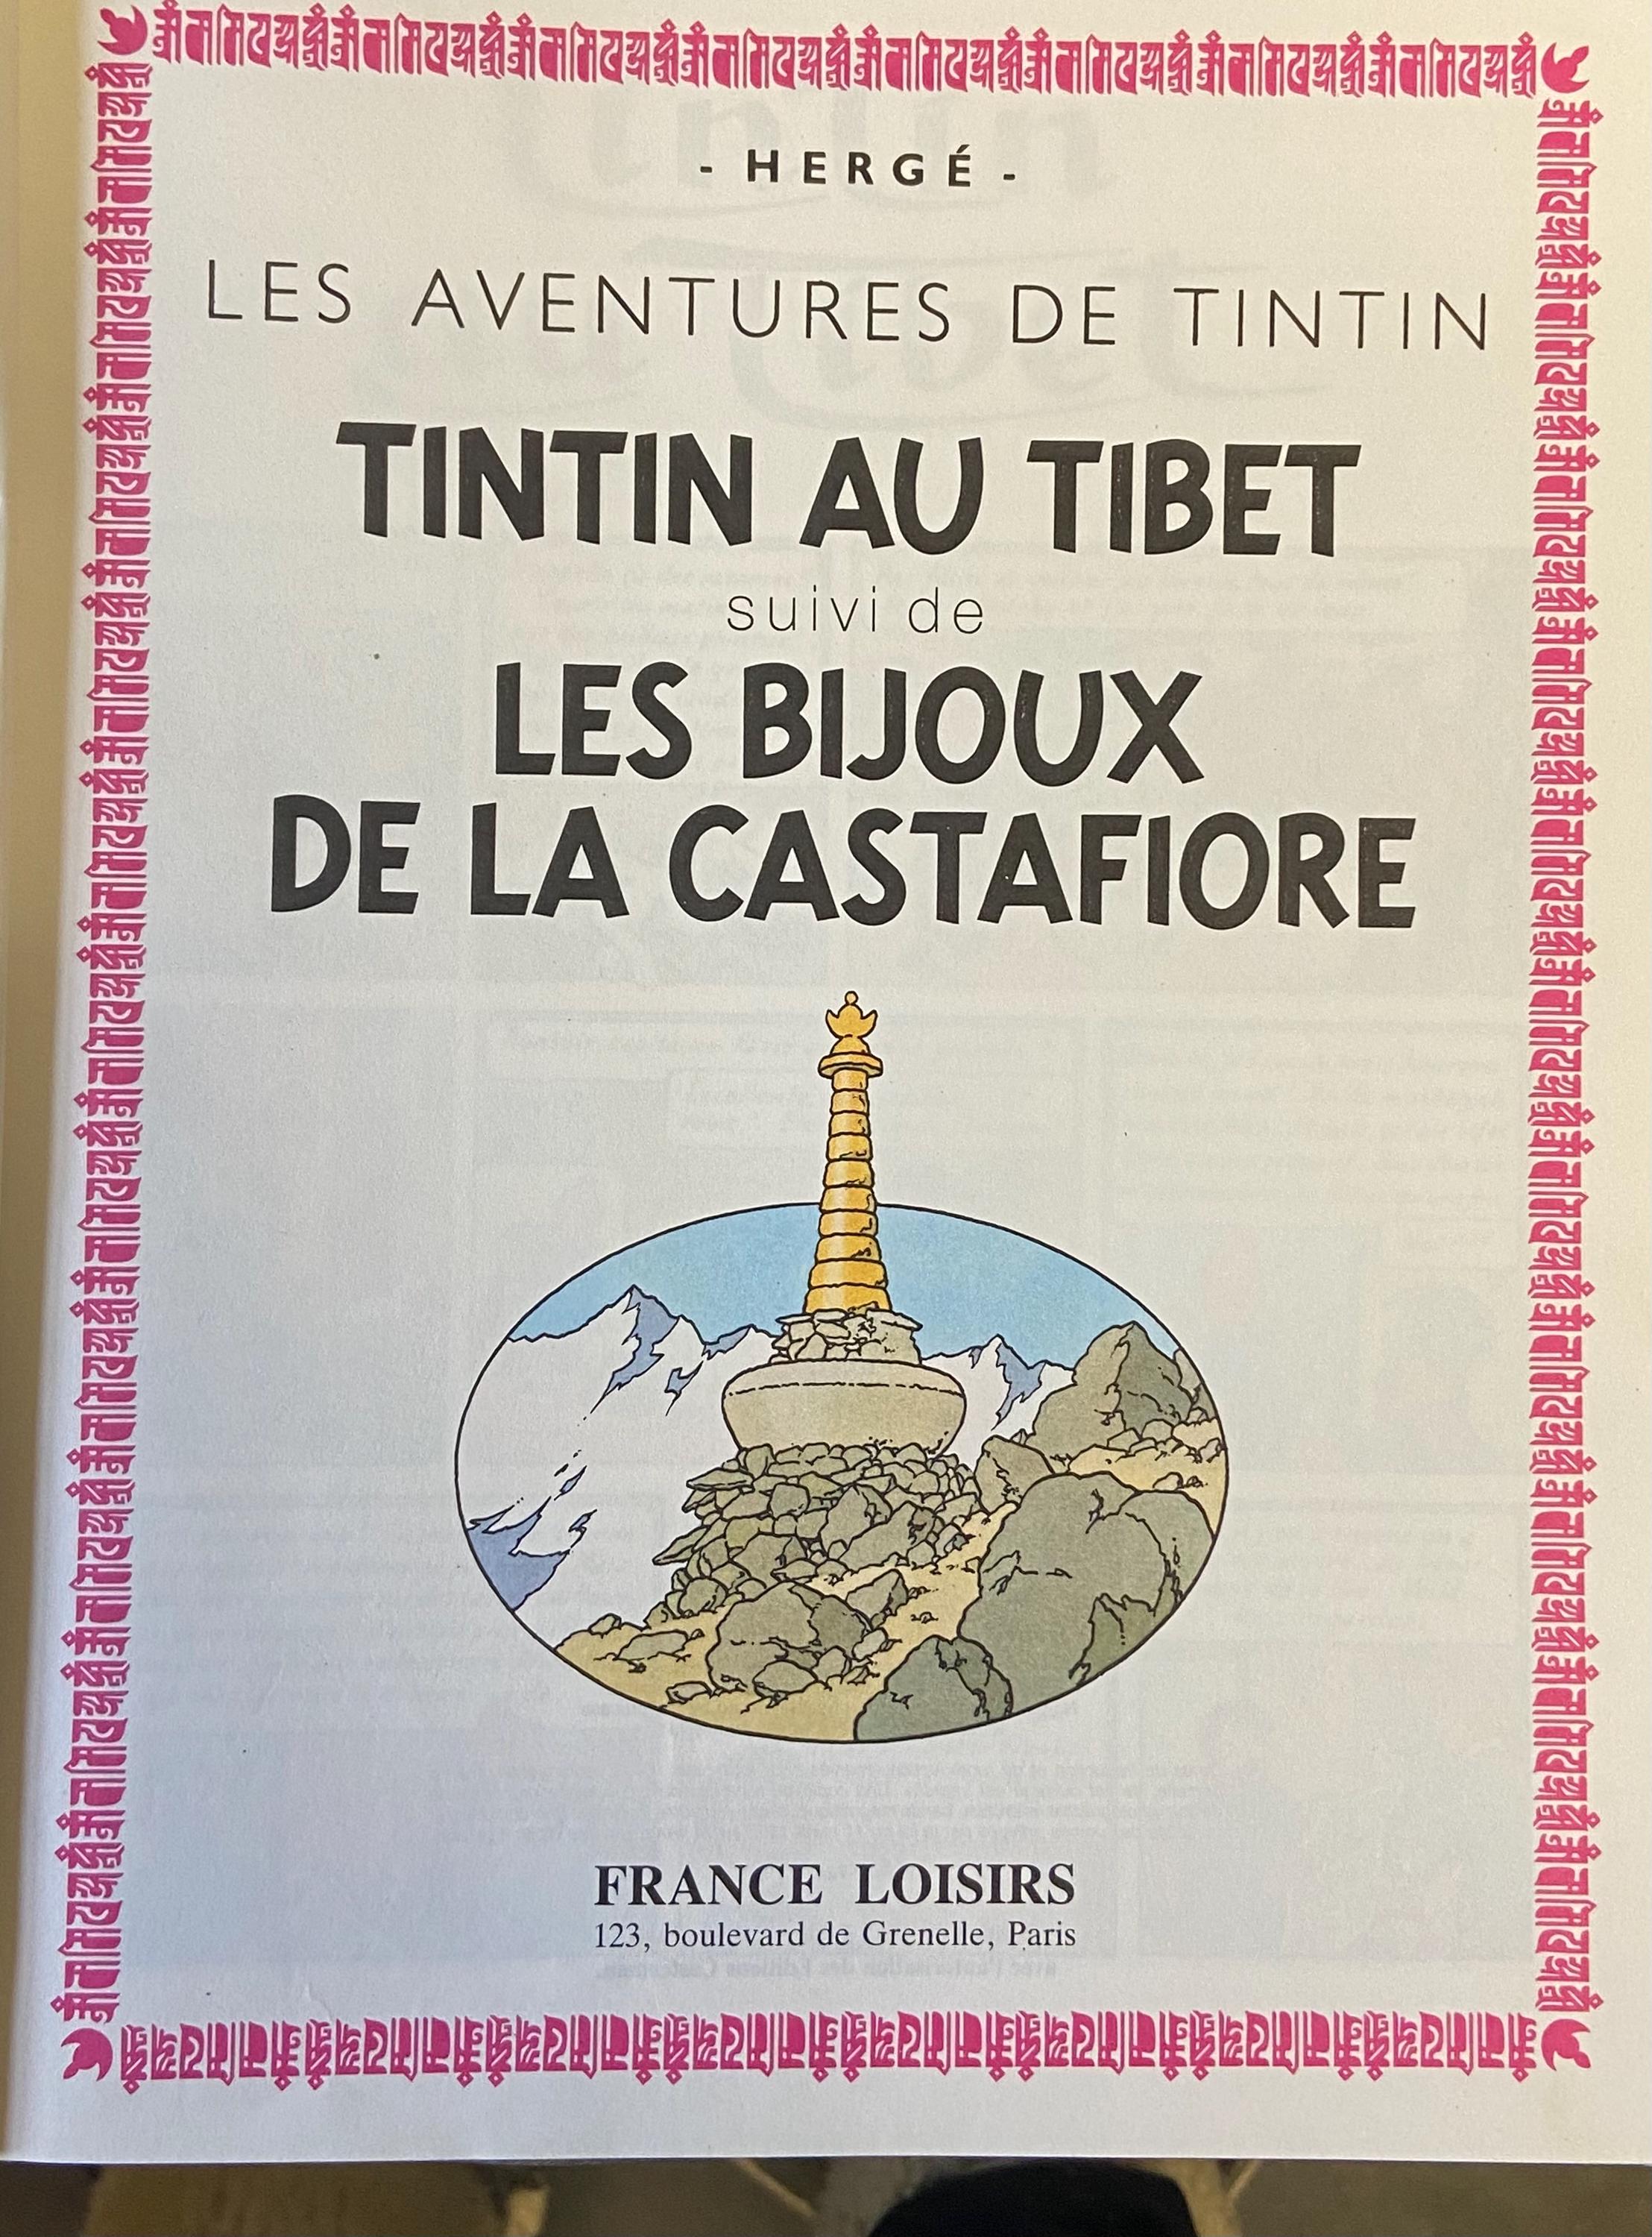 - HERGÉ -
LES AVENTURES DE TINTIN
TINTIN AU TIBET
suivi de
LES BIJOUX
DE LA CASTAFIORE
FRANCE LOISIRS
123, boulevard de Grenelle, Paris